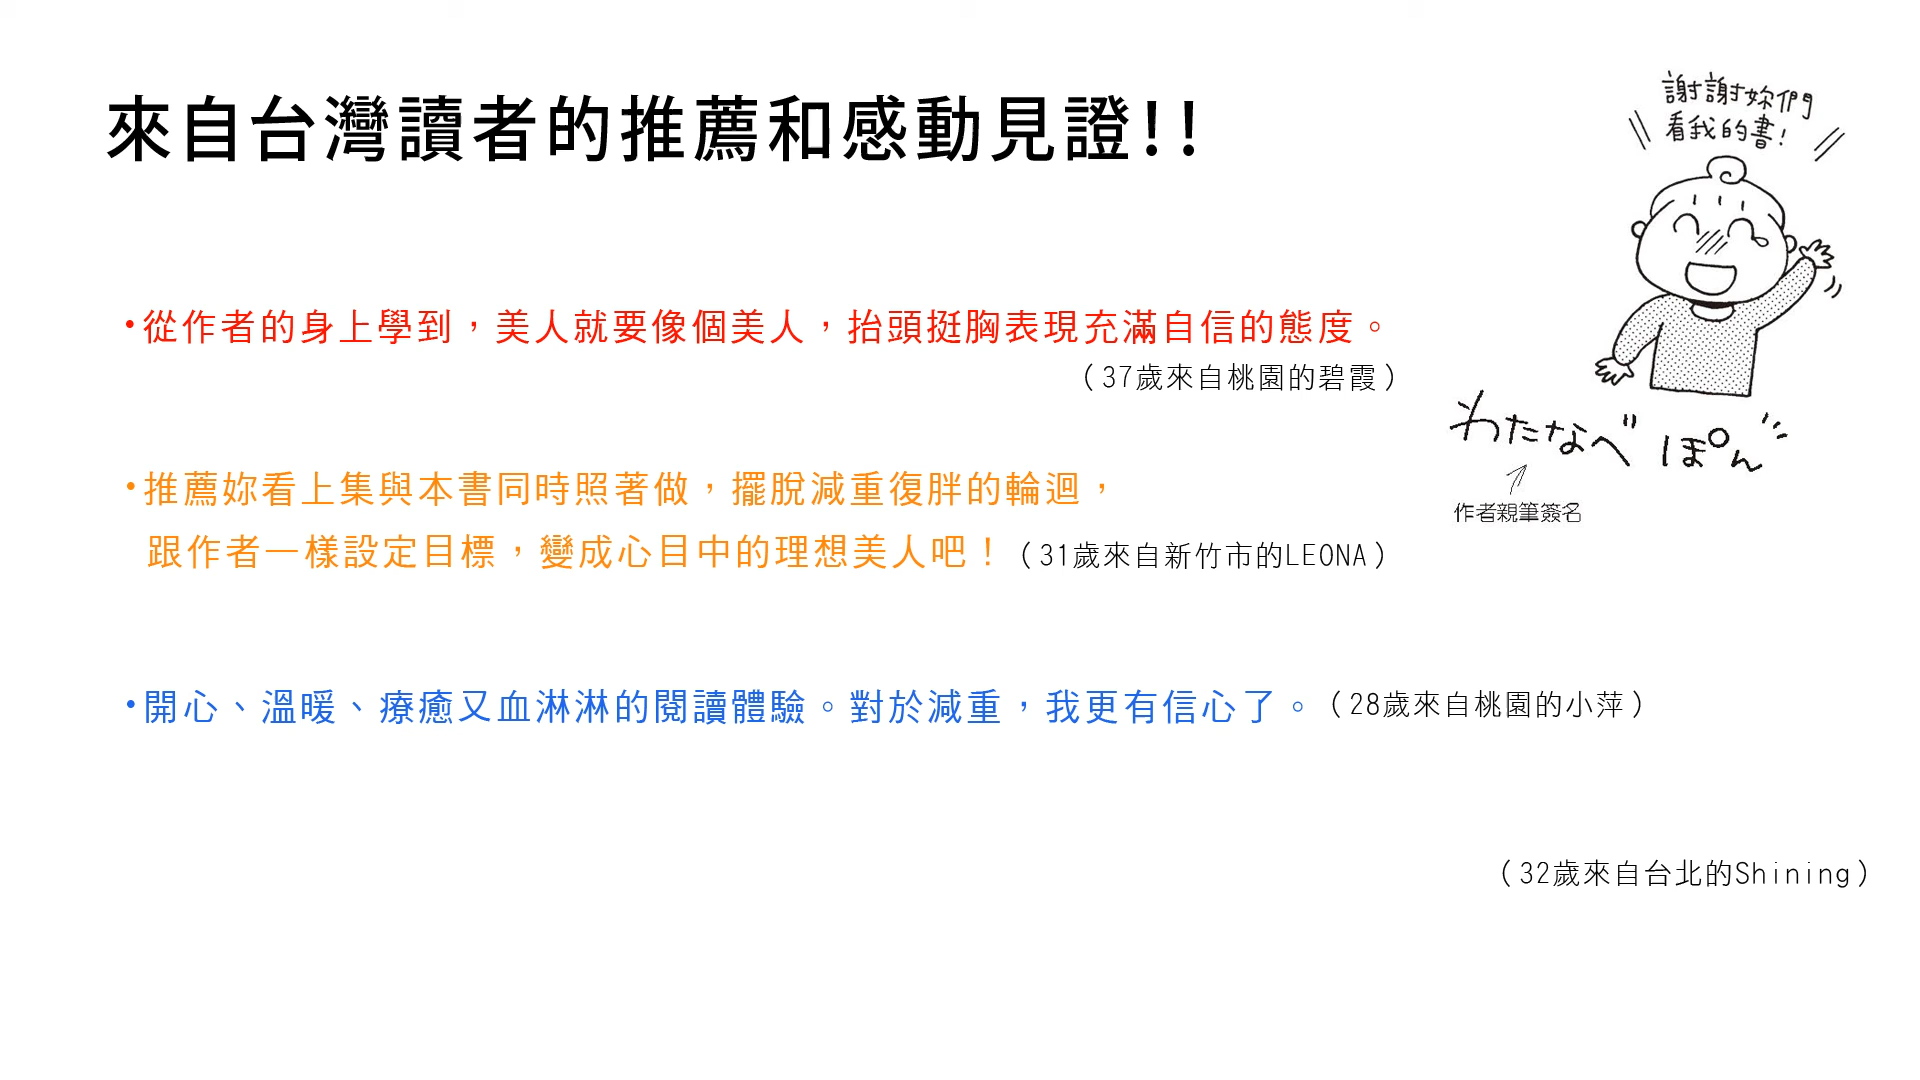 來自台灣讀者的推薦和感動見證!!
謝謝妳們
看我的書!
•從作者的身上學到，美人就要像個美人，抬頭挺胸表現充滿自信的態度。
（37歲來自桃園的碧霞）
わたなべ ぽん
作者親筆簽名
•推薦妳看上集與本書同時照著做，擺脫減重復胖的輪迴，
跟作者一樣設定目標，變成心目中的理想美人吧！（31歲來自新竹市的LEONA）
•開心、溫暖、療癒又血淋淋的閱讀體驗。對於減重，我更有信心了。（28歲來自桃園的小萍）
（32歲來自台北的Shining）